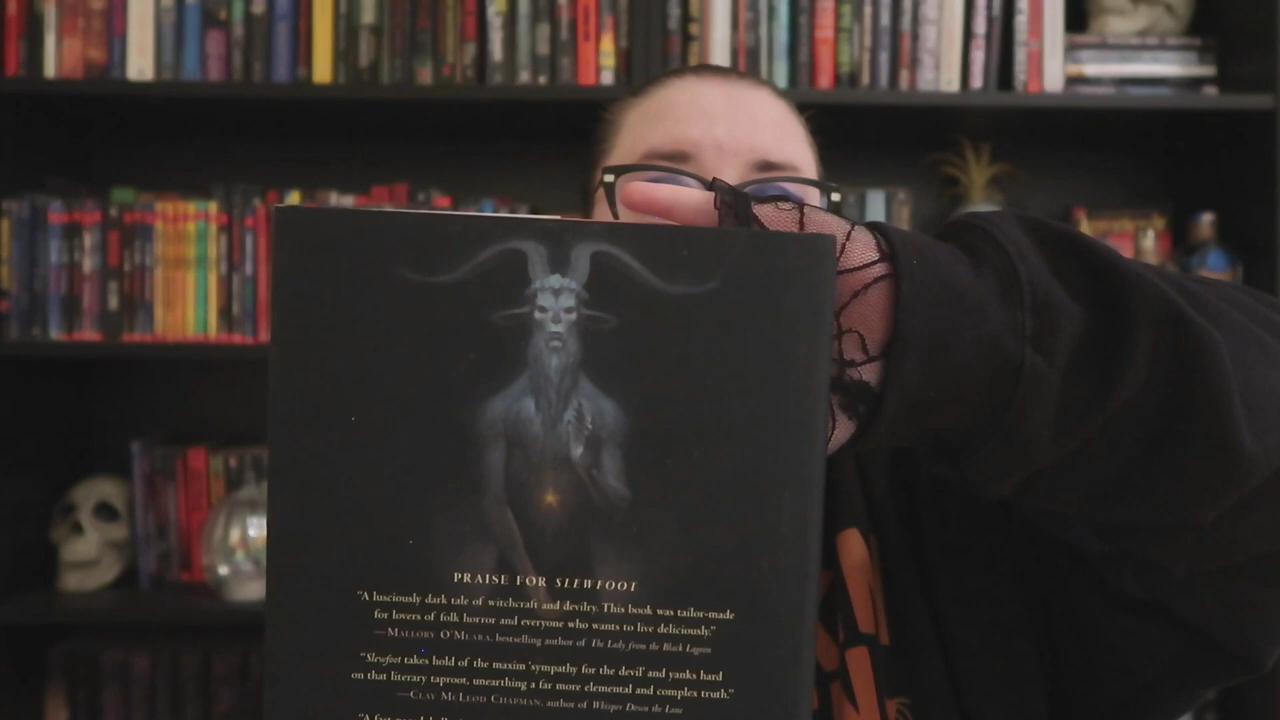 PRAISE FOR SLEWFOOT
“A lusciously dark tale of witchcraft and devilry. This book was tailor-made
for lovers of folk horror and everyone who wants to live deliciously.”
—MALLORY O’MEARA, bestselling author of The Lady from the Black Lagoon
“Slewfoot takes hold of the maxim ‘sympathy for the devil’ and yanks hard
on that literary taproot, unearthing a far more elemental and complex truth.”
—CLAY MCLEOD CHAPMAN, author of Whisper Down the Lane
“A fast